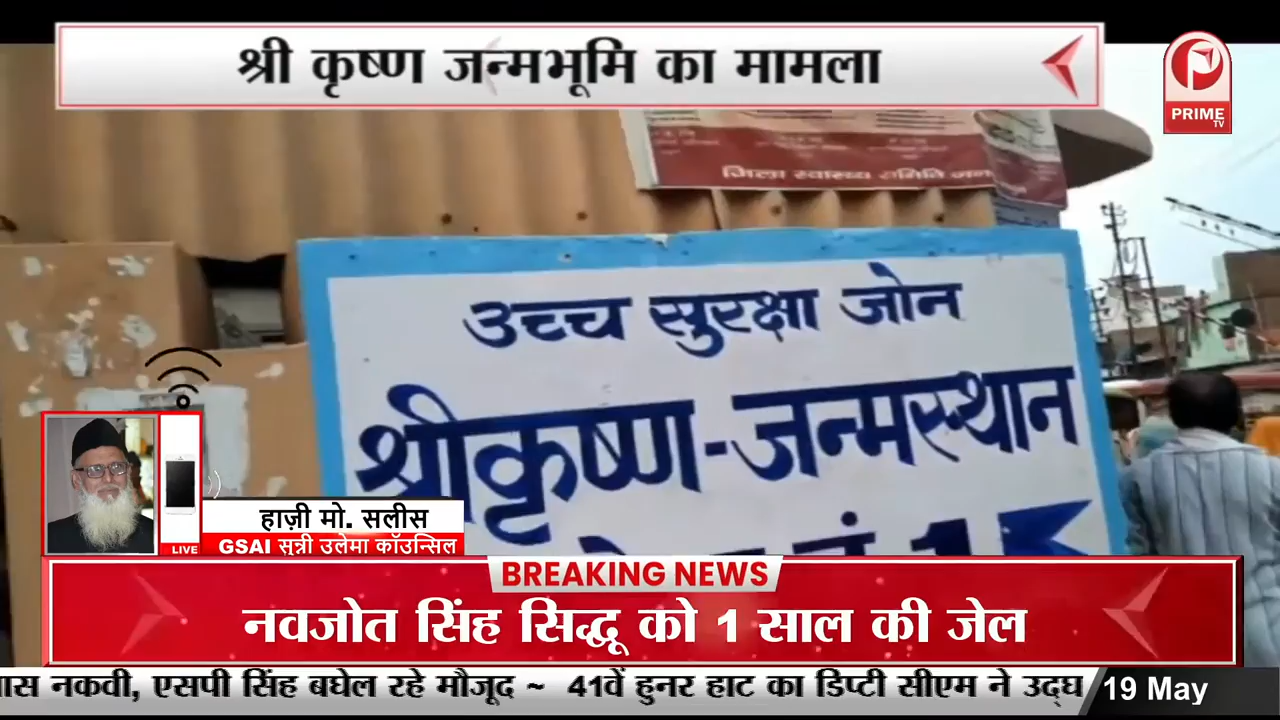 श्री कृष्ण जन्मभूमि का मामला
PRIME
TV
जिला स्वास्थ्य समिति
उच्च सुरक्षा जोन
श्रीकृष्ण-जन्मस्थान
नं 1
LIVE
हाज़ी मो. सलीस
GSAI सुन्नी उलेमा कॉउन्सिल
BREAKING NEWS
नवजोत सिंह सिद्धू को 1 साल की जेल
नकवी, एसपी सिंह बघेल रहे मौजूद ~ 41वें हुनर हाट का डिप्टी सीएम ने
19 May